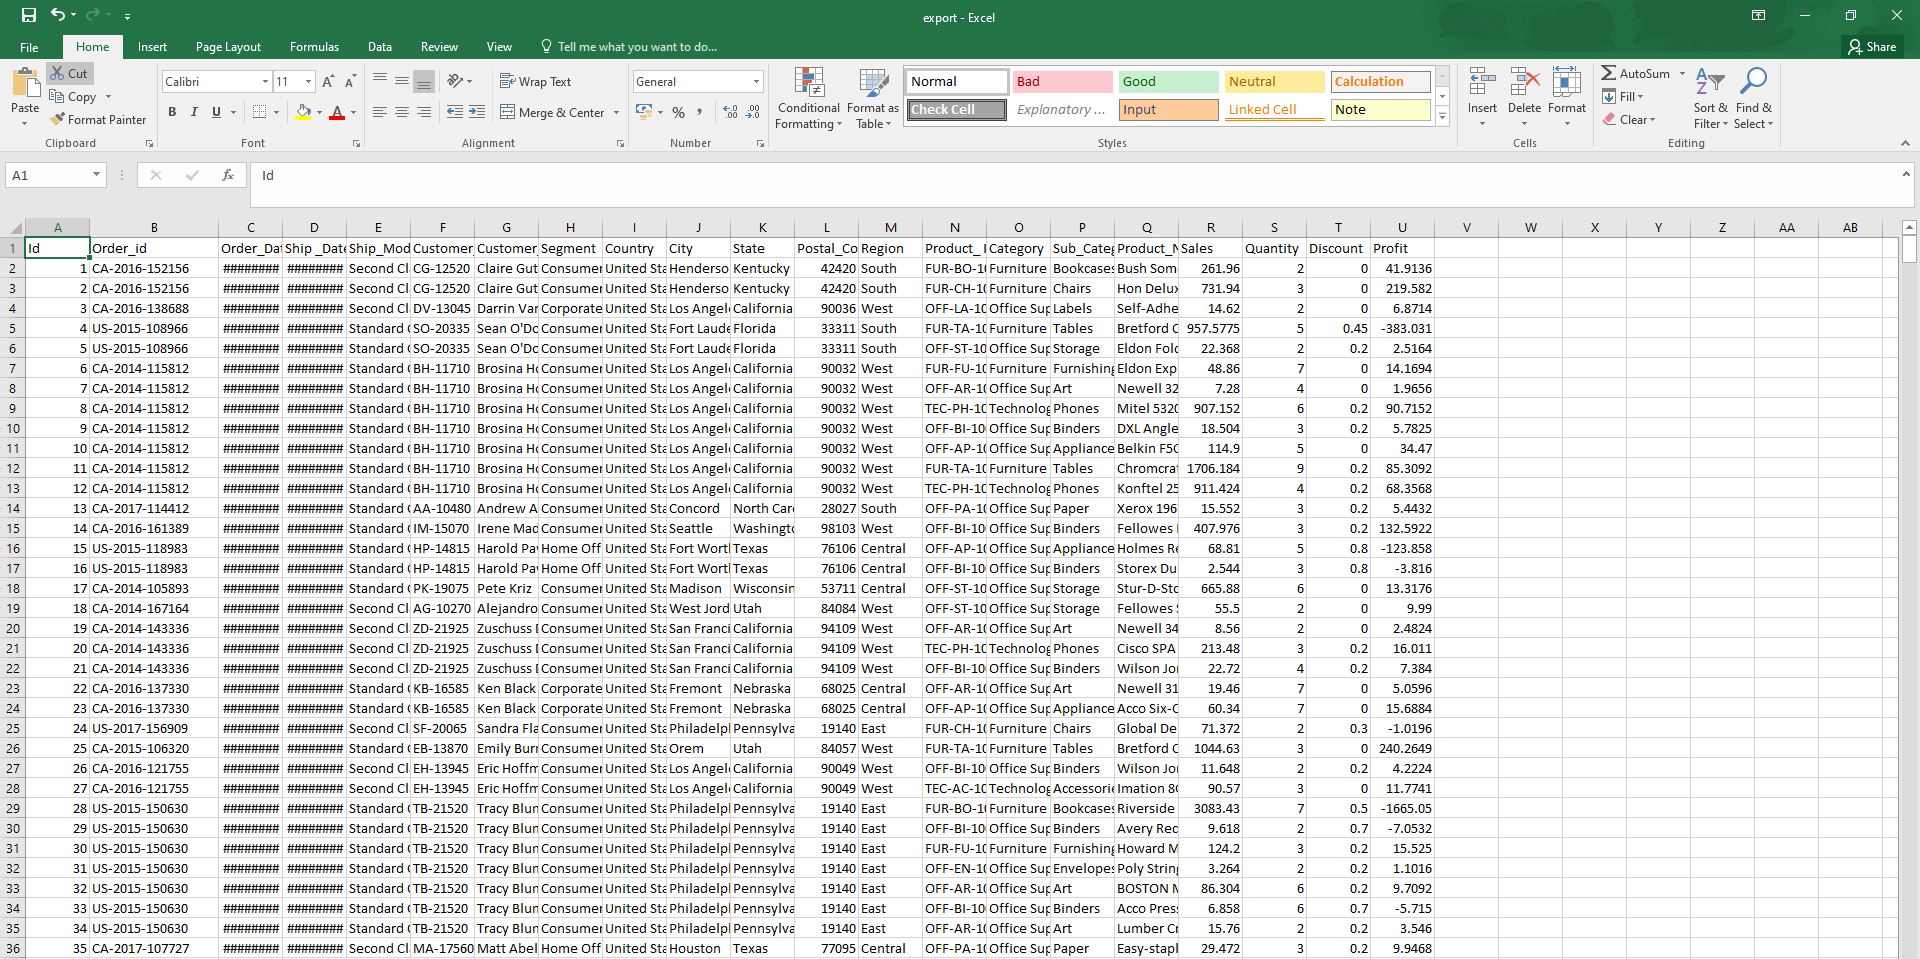 export - Excel
File Home Insert Page Layout Formulas Data Review View Tell me what you want to do... Share
Paste Cut Copy Format Painter Clipboard
Calibri 11 B I U A A A Font
Wrap Text Merge & Center Alignment
General % , Number
Conditional Formatting Format as Table
Normal Bad Good Neutral Calculation
Check Cell Explanatory ... Input Linked Cell Note
Styles
Insert Delete Format Cells
AutoSum Fill Clear Sort & Filter Find & Select Editing
A1 fx Id
A B C D E F G H I J K L M N O P Q R S T U V W X Y Z AA AB
1 Id Order_id Order_Dat Ship _Date Ship_Mod Customer_ Customer_ Segment Country City State Postal_Co Region Product_I Category Sub_Categ Product_N Sales Quantity Discount Profit
2 1 CA-2016-152156 ######## ######## Second Cl CG-12520 Claire Gut Consumer United Sta Henderso Kentucky 42420 South FUR-BO-10 Furniture Bookcases Bush Som 261.96 2 0 41.9136
3 2 CA-2016-152156 ######## ######## Second Cl CG-12520 Claire Gut Consumer United Sta Henderso Kentucky 42420 South FUR-CH-10 Furniture Chairs Hon Delux 731.94 3 0 219.582
4 3 CA-2016-138688 ######## ######## Second Cl DV-13045 Darrin Van Corporate United Sta Los Angel California 90036 West OFF-LA-10 Office Sup Labels Self-Adhe 14.62 2 0 6.8714
5 4 US-2015-108966 ######## ######## Standard C SO-20335 Sean O'Do Consumer United Sta Fort Laude Florida 33311 South FUR-TA-10 Furniture Tables Bretford C 957.5775 5 0.45 -383.031
6 5 US-2015-108966 ######## ######## Standard C SO-20335 Sean O'Do Consumer United Sta Fort Laude Florida 33311 South OFF-ST-10 Office Sup Storage Eldon Fold 22.368 2 0.2 2.5164
7 6 CA-2014-115812 ######## ######## Standard C BH-11710 Brosina Ho Consumer United Sta Los Angel California 90032 West FUR-FU-10 Furniture Furnishing Eldon Exp 48.86 7 0 14.1694
8 7 CA-2014-115812 ######## ######## Standard C BH-11710 Brosina Ho Consumer United Sta Los Angel California 90032 West OFF-AR-10 Office Sup Art Newell 32 7.28 4 0 1.9656
9 8 CA-2014-115812 ######## ######## Standard C BH-11710 Brosina Ho Consumer United Sta Los Angel California 90032 West TEC-PH-10 Technolog Phones Mitel 5320 907.152 6 0.2 90.7152
10 9 CA-2014-115812 ######## ######## Standard C BH-11710 Brosina Ho Consumer United Sta Los Angel California 90032 West OFF-BI-10 Office Sup Binders DXL Angle 18.504 3 0.2 5.7825
11 10 CA-2014-115812 ######## ######## Standard C BH-11710 Brosina Ho Consumer United Sta Los Angel California 90032 West OFF-AP-10 Office Sup Appliance Belkin F5C 114.9 5 0 34.47
12 11 CA-2014-115812 ######## ######## Standard C BH-11710 Brosina Ho Consumer United Sta Los Angel California 90032 West FUR-TA-10 Furniture Tables Chromcraf 1706.184 9 0.2 85.3092
13 12 CA-2014-115812 ######## ######## Standard C BH-11710 Brosina Ho Consumer United Sta Los Angel California 90032 West TEC-PH-10 Technolog Phones Konftel 25 911.424 4 0.2 68.3568
14 13 CA-2017-114412 ######## ######## Standard C AA-10480 Andrew A Consumer United Sta Concord North Car 28027 South OFF-PA-10 Office Sup Paper Xerox 196 15.552 3 0.2 5.4432
15 14 CA-2016-161389 ######## ######## Standard C IM-15070 Irene Mad Consumer United Sta Seattle Washingto 98103 West OFF-BI-10 Office Sup Binders Fellowes 407.976 3 0.2 132.5922
16 15 US-2015-118983 ######## ######## Standard C HP-14815 Harold Pav Home Off United Sta Fort Wort Texas 76106 Central OFF-AP-10 Office Sup Appliance Holmes Re 68.81 5 0.8 -123.858
17 16 US-2015-118983 ######## ######## Standard C HP-14815 Harold Pav Home Off United Sta Fort Wort Texas 76106 Central OFF-BI-10 Office Sup Binders Storex Du 2.544 3 0.8 -3.816
18 17 CA-2014-105893 ######## ######## Standard C PK-19075 Pete Kriz Consumer United Sta Madison Wisconsin 53711 Central OFF-ST-10 Office Sup Storage Stur-D-Sto 665.88 6 0 13.3176
19 18 CA-2014-167164 ######## ######## Second Cl AG-10270 Alejandro Consumer United Sta West Jord Utah 84084 West OFF-ST-10 Office Sup Storage Fellowes S 55.5 2 0 9.99
20 19 CA-2014-143336 ######## ######## Second Cl ZD-21925 Zuschuss D Consumer United Sta San Franci California 94109 West OFF-AR-10 Office Sup Art Newell 34 8.56 2 0 2.4824
21 20 CA-2014-143336 ######## ######## Second Cl ZD-21925 Zuschuss D Consumer United Sta San Franci California 94109 West TEC-PH-10 Technolog Phones Cisco SPA 213.48 3 0.2 16.011
22 21 CA-2014-143336 ######## ######## Second Cl ZD-21925 Zuschuss D Consumer United Sta San Franci California 94109 West OFF-BI-10 Office Sup Binders Wilson Jo 22.72 4 0.2 7.384
23 22 CA-2016-137330 ######## ######## Standard C KB-16585 Ken Black Corporate United Sta Fremont Nebraska 68025 Central OFF-AR-10 Office Sup Art Newell 31 19.46 7 0 5.0596
24 23 CA-2016-137330 ######## ######## Standard C KB-16585 Ken Black Corporate United Sta Fremont Nebraska 68025 Central OFF-AP-10 Office Sup Appliance Acco Six-C 60.34 7 0 15.6884
25 24 US-2017-156909 ######## ######## Second Cl SF-20065 Sandra Fla Consumer United Sta Philadelpl Pennsylva 19140 East FUR-CH-10 Furniture Chairs Global De 71.372 2 0.3 -1.0196
26 25 CA-2015-106320 ######## ######## Standard C EB-13870 Emily Burn Consumer United Sta Orem Utah 84057 West FUR-TA-10 Furniture Tables Bretford C 1044.63 3 0 240.2649
27 26 CA-2016-121755 ######## ######## Second Cl EH-13945 Eric Hoffm Consumer United Sta Los Angel California 90049 West OFF-BI-10 Office Sup Binders Wilson Jo 11.648 2 0.2 4.2224
28 27 CA-2016-121755 ######## ######## Second Cl EH-13945 Eric Hoffm Consumer United Sta Los Angel California 90049 West TEC-AC-10 Technolog Accessorie Imation 8G 90.57 3 0 11.7741
29 28 US-2015-150630 ######## ######## Standard C TB-21520 Tracy Blun Consumer United Sta Philadelpl Pennsylva 19140 East FUR-BO-10 Furniture Bookcases Riverside 3083.43 7 0.5 -1665.05
30 29 US-2015-150630 ######## ######## Standard C TB-21520 Tracy Blun Consumer United Sta Philadelpl Pennsylva 19140 East OFF-BI-10 Office Sup Binders Avery Rec 9.618 2 0.7 -7.0532
31 30 US-2015-150630 ######## ######## Standard C TB-21520 Tracy Blun Consumer United Sta Philadelpl Pennsylva 19140 East FUR-FU-10 Furniture Furnishing Howard M 124.2 3 0.2 15.525
32 31 US-2015-150630 ######## ######## Standard C TB-21520 Tracy Blun Consumer United Sta Philadelpl Pennsylva 19140 East OFF-EN-10 Office Sup Envelopes Poly String 3.264 2 0.2 1.1016
33 32 US-2015-150630 ######## ######## Standard C TB-21520 Tracy Blun Consumer United Sta Philadelpl Pennsylva 19140 East OFF-AR-10 Office Sup Art BOSTON M 86.304 6 0.2 9.7092
34 33 US-2015-150630 ######## ######## Standard C TB-21520 Tracy Blun Consumer United Sta Philadelpl Pennsylva 19140 East OFF-BI-10 Office Sup Binders Acco Pres 6.858 6 0.7 -5.715
35 34 US-2015-150630 ######## ######## Standard C TB-21520 Tracy Blun Consumer United Sta Philadelpl Pennsylva 19140 East OFF-AR-10 Office Sup Art Lumber Cr 15.76 2 0.2 3.546
36 35 CA-2017-107727 ######## ######## Second Cl MA-17560 Matt Abel Home Off United Sta Houston Texas 77095 Central OFF-PA-10 Office Sup Paper Easy-stapl 29.472 3 0.2 9.9468